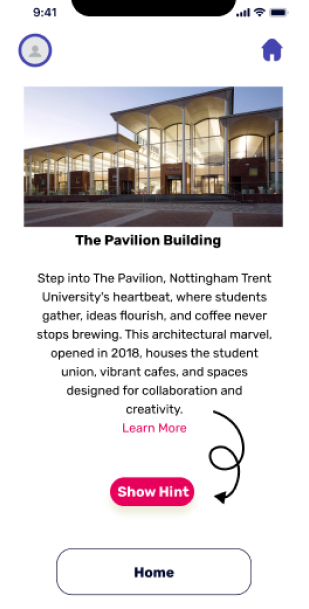 9:41
The Pavilion Building
Step into The Pavilion, Nottingham Trent
University's heartbeat, where students
gather, ideas flourish, and coffee never
stops brewing. This architectural marvel,
opened in 2018, houses the student
union, vibrant cafes, and spaces
designed for collaboration and
creativity.
Learn More
Show Hint
Home